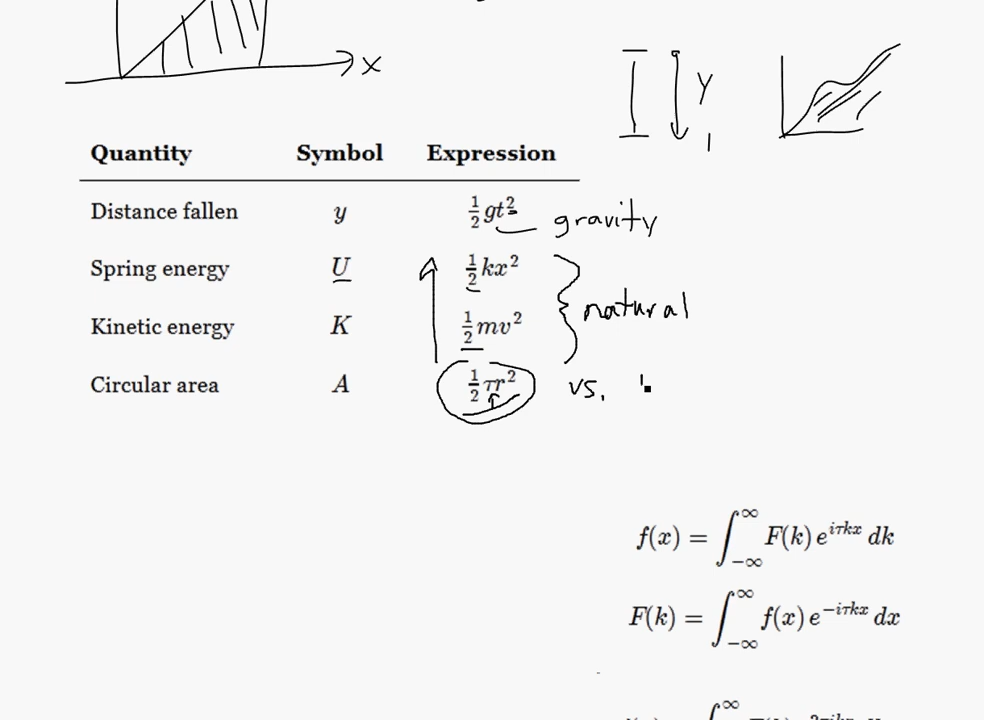 x
y
1
Quantity Symbol Expression
Distance fallen y ½gt² gravity
Spring energy U ½kx²
natural
Kinetic energy K ½mv²
Circular area A ½τr² vs.
f(x) = ∫_{-∞}^{∞} F(k) e^{iτkx} dk
F(k) = ∫_{-∞}^{∞} f(x) e^{-iτkx} dx